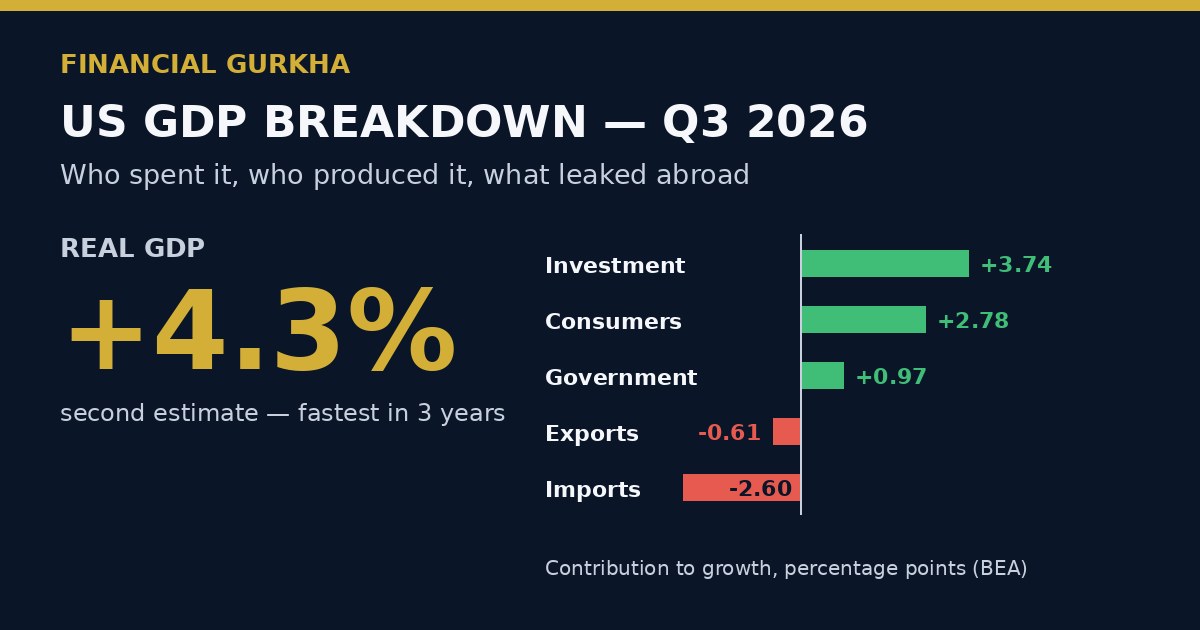 FINANCIAL GURKHA
US GDP BREAKDOWN — Q3 2026
Who spent it, who produced it, what leaked abroad
REAL GDP
+4.3%
second estimate — fastest in 3 years
Investment +3.74
Consumers +2.78
Government +0.97
Exports -0.61
Imports -2.60
Contribution to growth, percentage points (BEA)